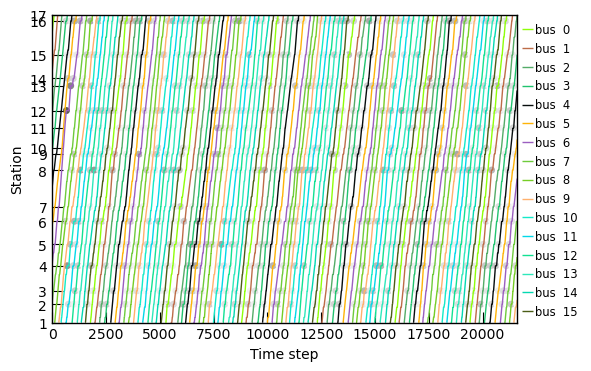 17
16
15
14
13
12
11
10
9
8
7
6
5
4
3
2
1
Station
0 2500 5000 7500 10000 12500 15000 17500 20000
Time step
bus 0
bus 1
bus 2
bus 3
bus 4
bus 5
bus 6
bus 7
bus 8
bus 9
bus 10
bus 11
bus 12
bus 13
bus 14
bus 15